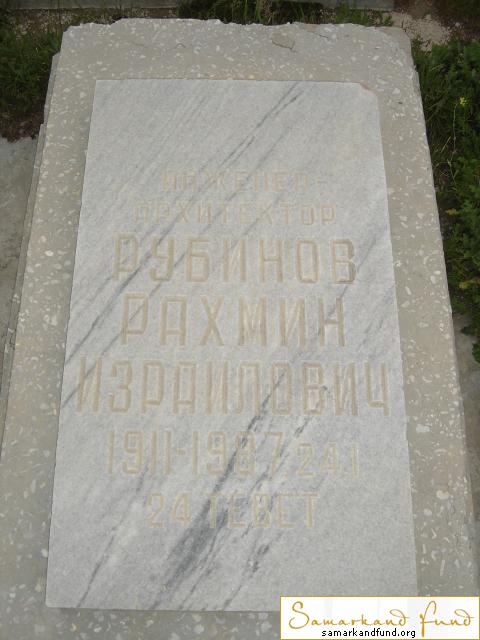 ИНЖЕНЕР-
АРХИТЕКТОР
РУБИНОВ
РАХМИН
ИЗРАИЛОВИЧ
1911-1987 24 1
24 ТЕВЕТ
Samarkand Fund
samarkandfund.org